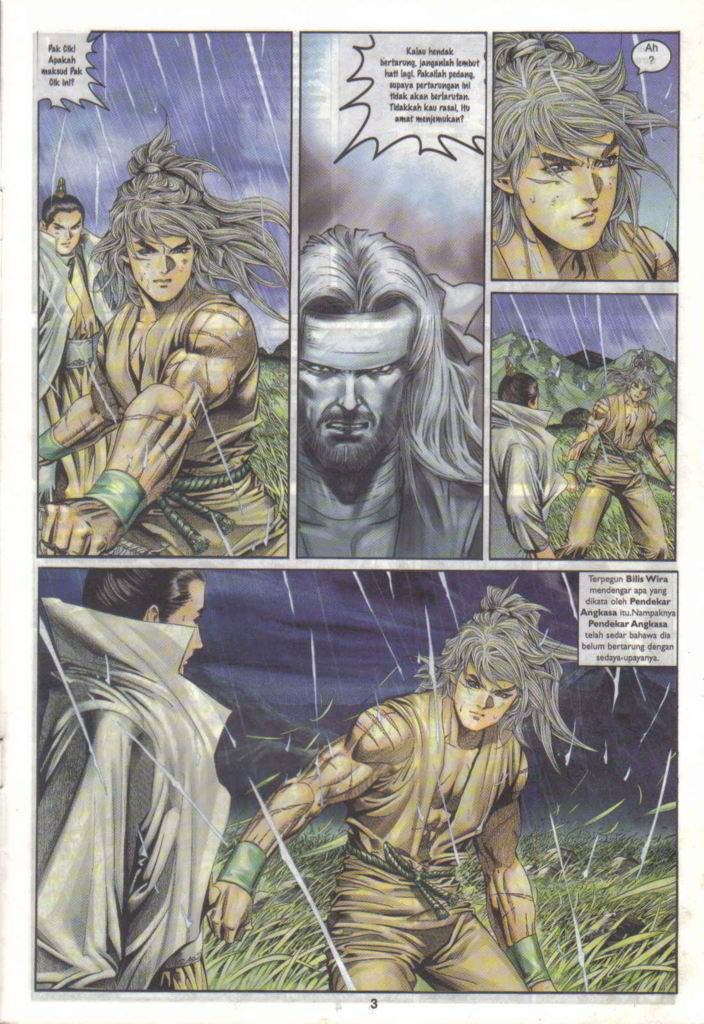 Pak Cik!
Apakah
maksud Pak
Cik ini?
Kalau hendak
bertarung, janganlah lembut
hati lagi. Pakailah pedang,
supaya pertarungan ini
tidak akan berlarutan.
Tidakkah kau rasai, itu
amat menjemukan?
Ah
?
Terpegun Bilis Wira
mendengar apa yang
dikata oleh Pendekar
Angkasa itu.Nampaknya
Pendekar Angkasa
telah sedar bahawa dia
belum bertarung dengan
sedaya-upayanya.
3